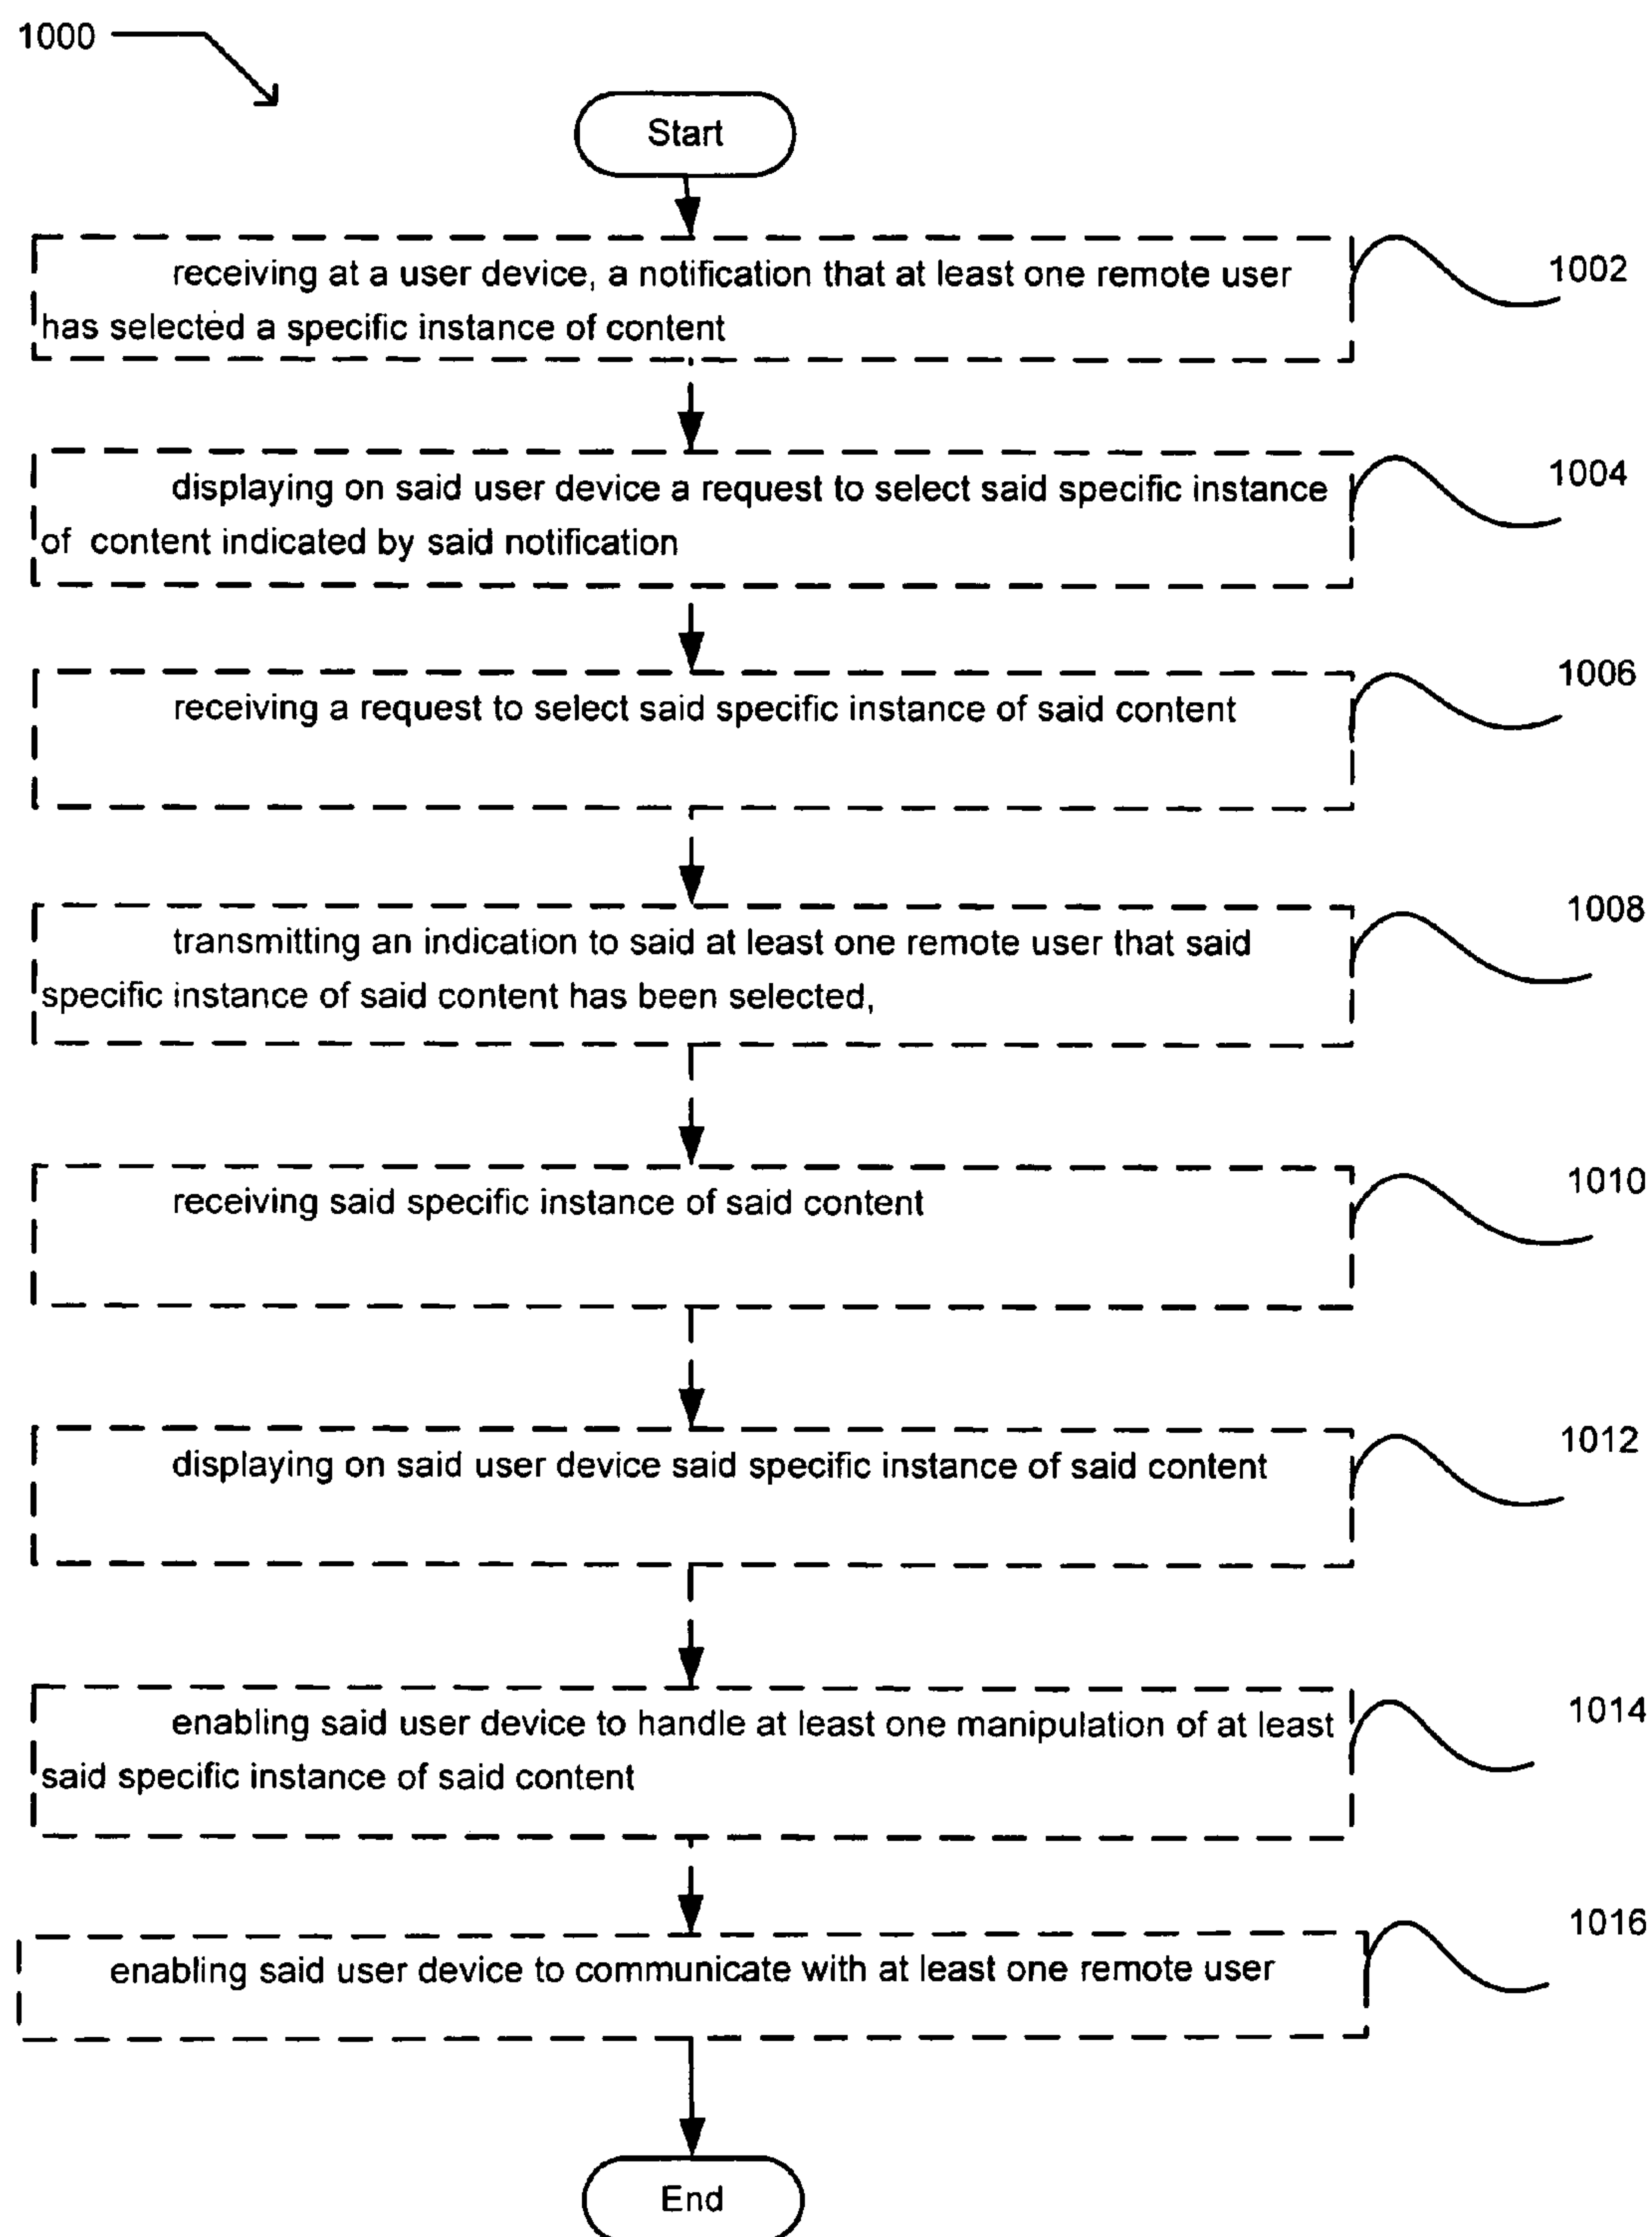 1000
Start
receiving at a user device, a notification that at least one remote user
has selected a specific instance of content
1002
displaying on said user device a request to select said specific instance
of content indicated by said notification
1004
receiving a request to select said specific instance of said content
1006
transmitting an indication to said at least one remote user that said
specific instance of said content has been selected,
1008
receiving said specific instance of said content
1010
displaying on said user device said specific instance of said content
1012
enabling said user device to handle at least one manipulation of at least
said specific instance of said content
1014
enabling said user device to communicate with at least one remote user
1016
End